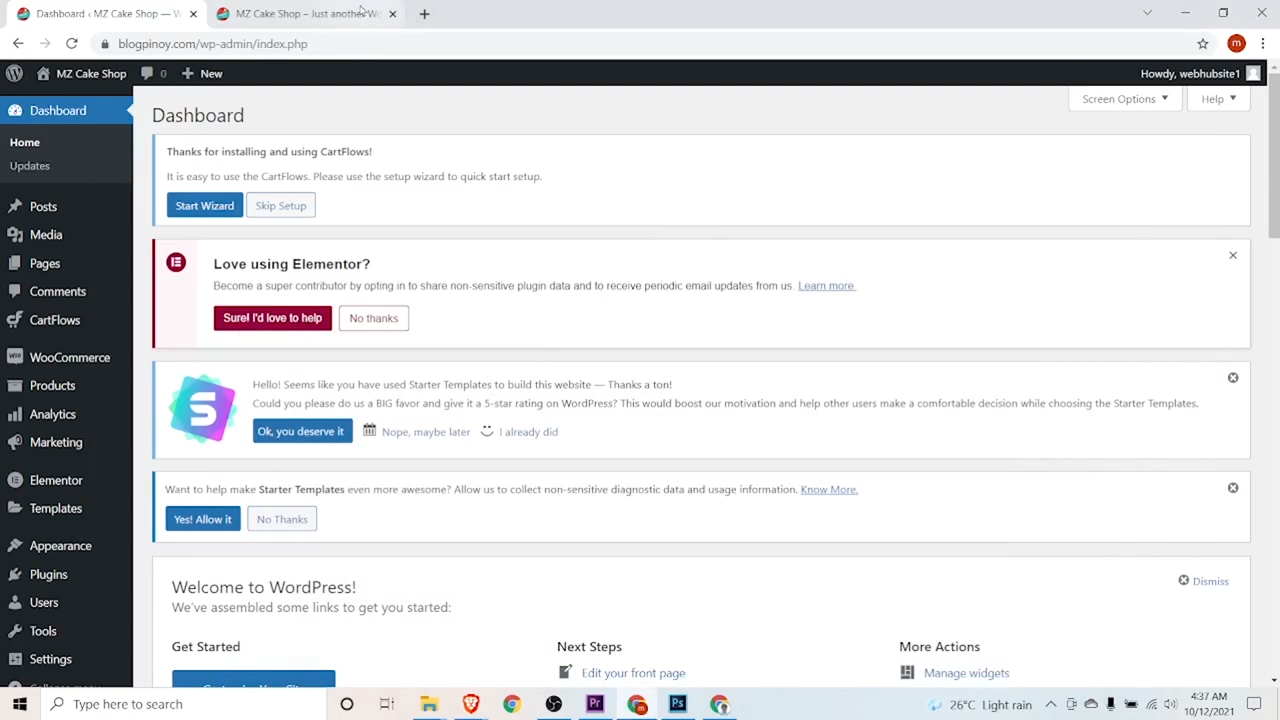 Dashboard ‹ MZ Cake Shop — W
MZ Cake Shop – Just another We
blogpinoy.com/wp-admin/index.php
m
MZ Cake Shop
0
New
Howdy, webhubsite1
Dashboard
Home
Updates
Posts
Media
Pages
Comments
CartFlows
WooCommerce
Products
Analytics
Marketing
Elementor
Templates
Appearance
Plugins
Users
Tools
Settings
Collapse menu
Screen Options
Help
Dashboard
Thanks for installing and using CartFlows!
It is easy to use the CartFlows. Please use the setup wizard to quick start setup.
Start Wizard
Skip Setup
Love using Elementor?
Become a super contributor by opting in to share non-sensitive plugin data and to receive periodic email updates from us. Learn more.
Sure! I'd love to help
No thanks
S
Hello! Seems like you have used Starter Templates to build this website — Thanks a ton!
Could you please do us a BIG favor and give it a 5-star rating on WordPress? This would boost our motivation and help other users make a comfortable decision while choosing the Starter Templates.
Ok, you deserve it
Nope, maybe later
I already did
Want to help make Starter Templates even more awesome? Allow us to collect non-sensitive diagnostic data and usage information. Know More.
Yes! Allow it
No Thanks
Welcome to WordPress!
Dismiss
We've assembled some links to get you started:
Get Started
Customize Your Site
Next Steps
Edit your front page
More Actions
Manage widgets
Type here to search
Pr
m
Ps
26°C Light rain
4:37 AM
10/12/2021